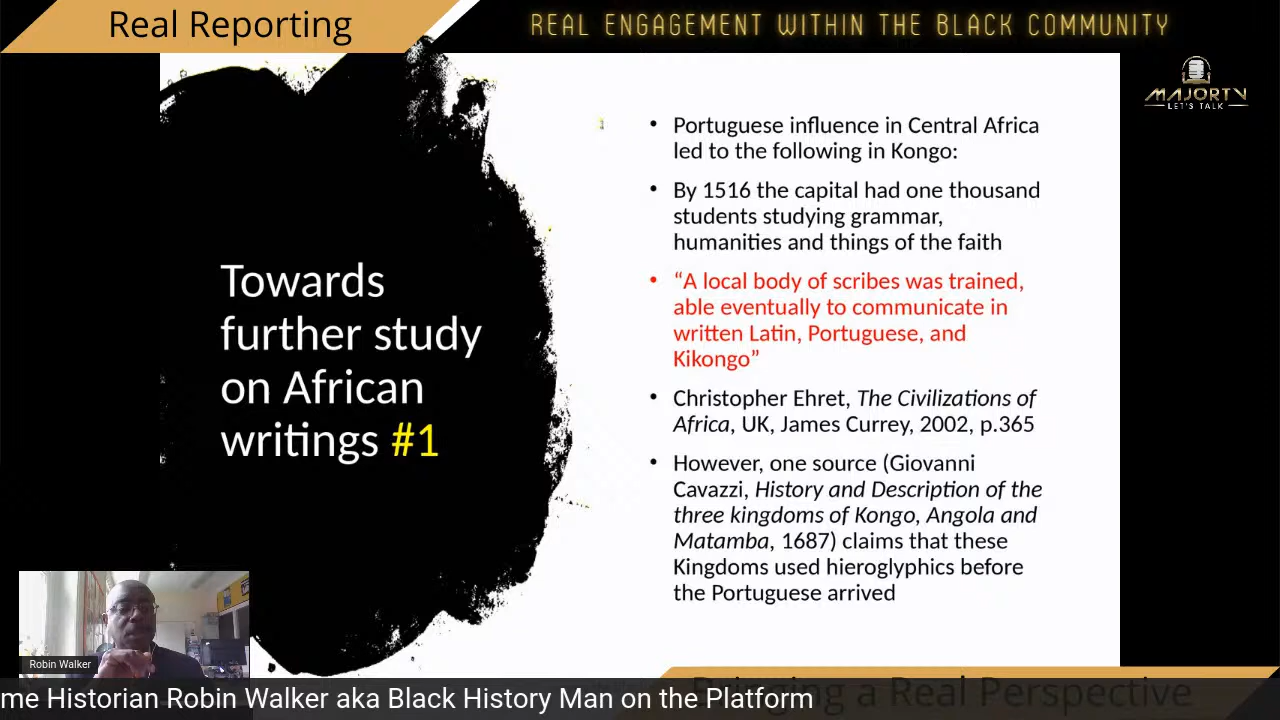 Real Reporting
REAL ENGAGEMENT WITHIN THE BLACK COMMUNITY
MAJORTV
LET'S TALK
Towards
further study
on African
writings #1
• Portuguese influence in Central Africa
led to the following in Kongo:
• By 1516 the capital had one thousand
students studying grammar,
humanities and things of the faith
• “A local body of scribes was trained,
able eventually to communicate in
written Latin, Portuguese, and
Kikongo”
• Christopher Ehret, The Civilizations of
Africa, UK, James Currey, 2002, p.365
• However, one source (Giovanni
Cavazzi, History and Description of the
three kingdoms of Kongo, Angola and
Matamba, 1687) claims that these
Kingdoms used hieroglyphics before
the Portuguese arrived
Robin Walker
Bringing a Real Perspective
me Historian Robin Walker aka Black History Man on the Platform